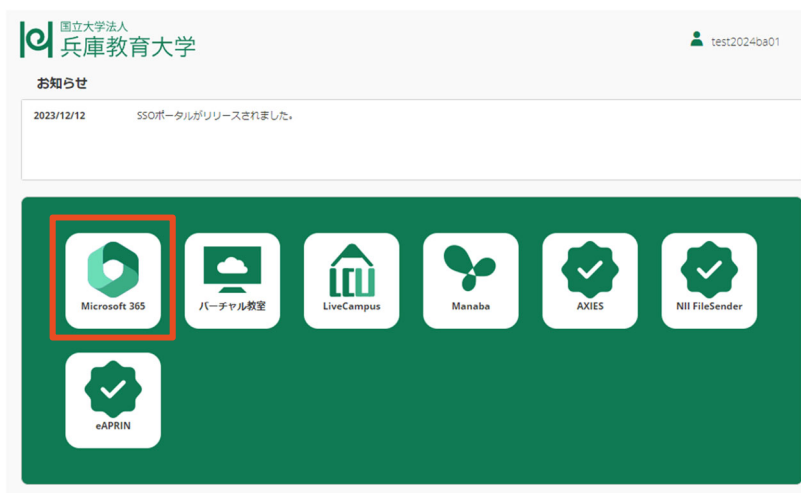 国立大学法人
兵庫教育大学
test2024ba01
お知らせ
2023/12/12 SSOポータルがリリースされました。
Microsoft 365 バーチャル教室 LiveCampus Manaba AXIES NII FileSender
eAPRIN